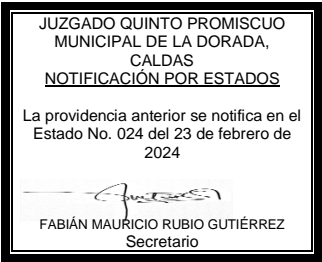 JUZGADO QUINTO PROMISCUO
MUNICIPAL DE LA DORADA,
CALDAS
NOTIFICACIÓN POR ESTADOS
La providencia anterior se notifica en el
Estado No. 024 del 23 de febrero de
2024
FABIÁN MAURICIO RUBIO GUTIÉRREZ
Secretario